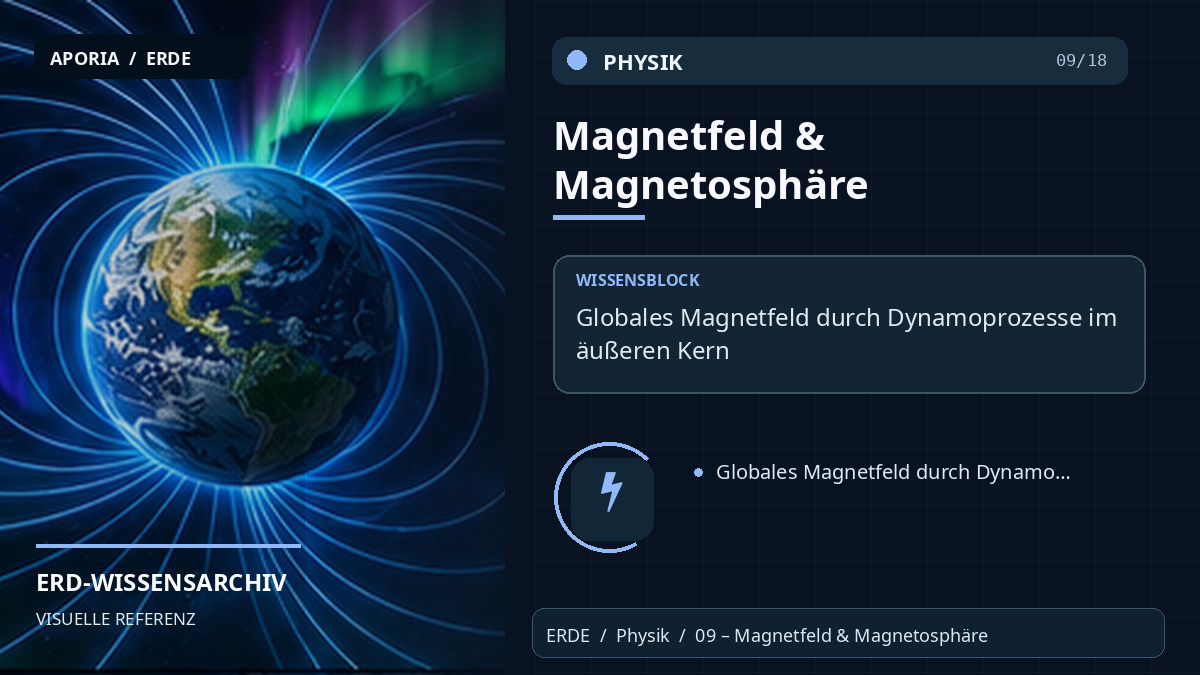 APORIA / ERDE
ERD-WISSENSARCHIV
VISUELLE REFERENZ
PHYSIK
09/18
Magnetfeld &
Magnetosphäre
WISSENSBLOCK
Globales Magnetfeld durch Dynamoprozesse im
äußeren Kern
Globales Magnetfeld durch Dynamo...
ERDE / Physik / 09 – Magnetfeld & Magnetosphäre